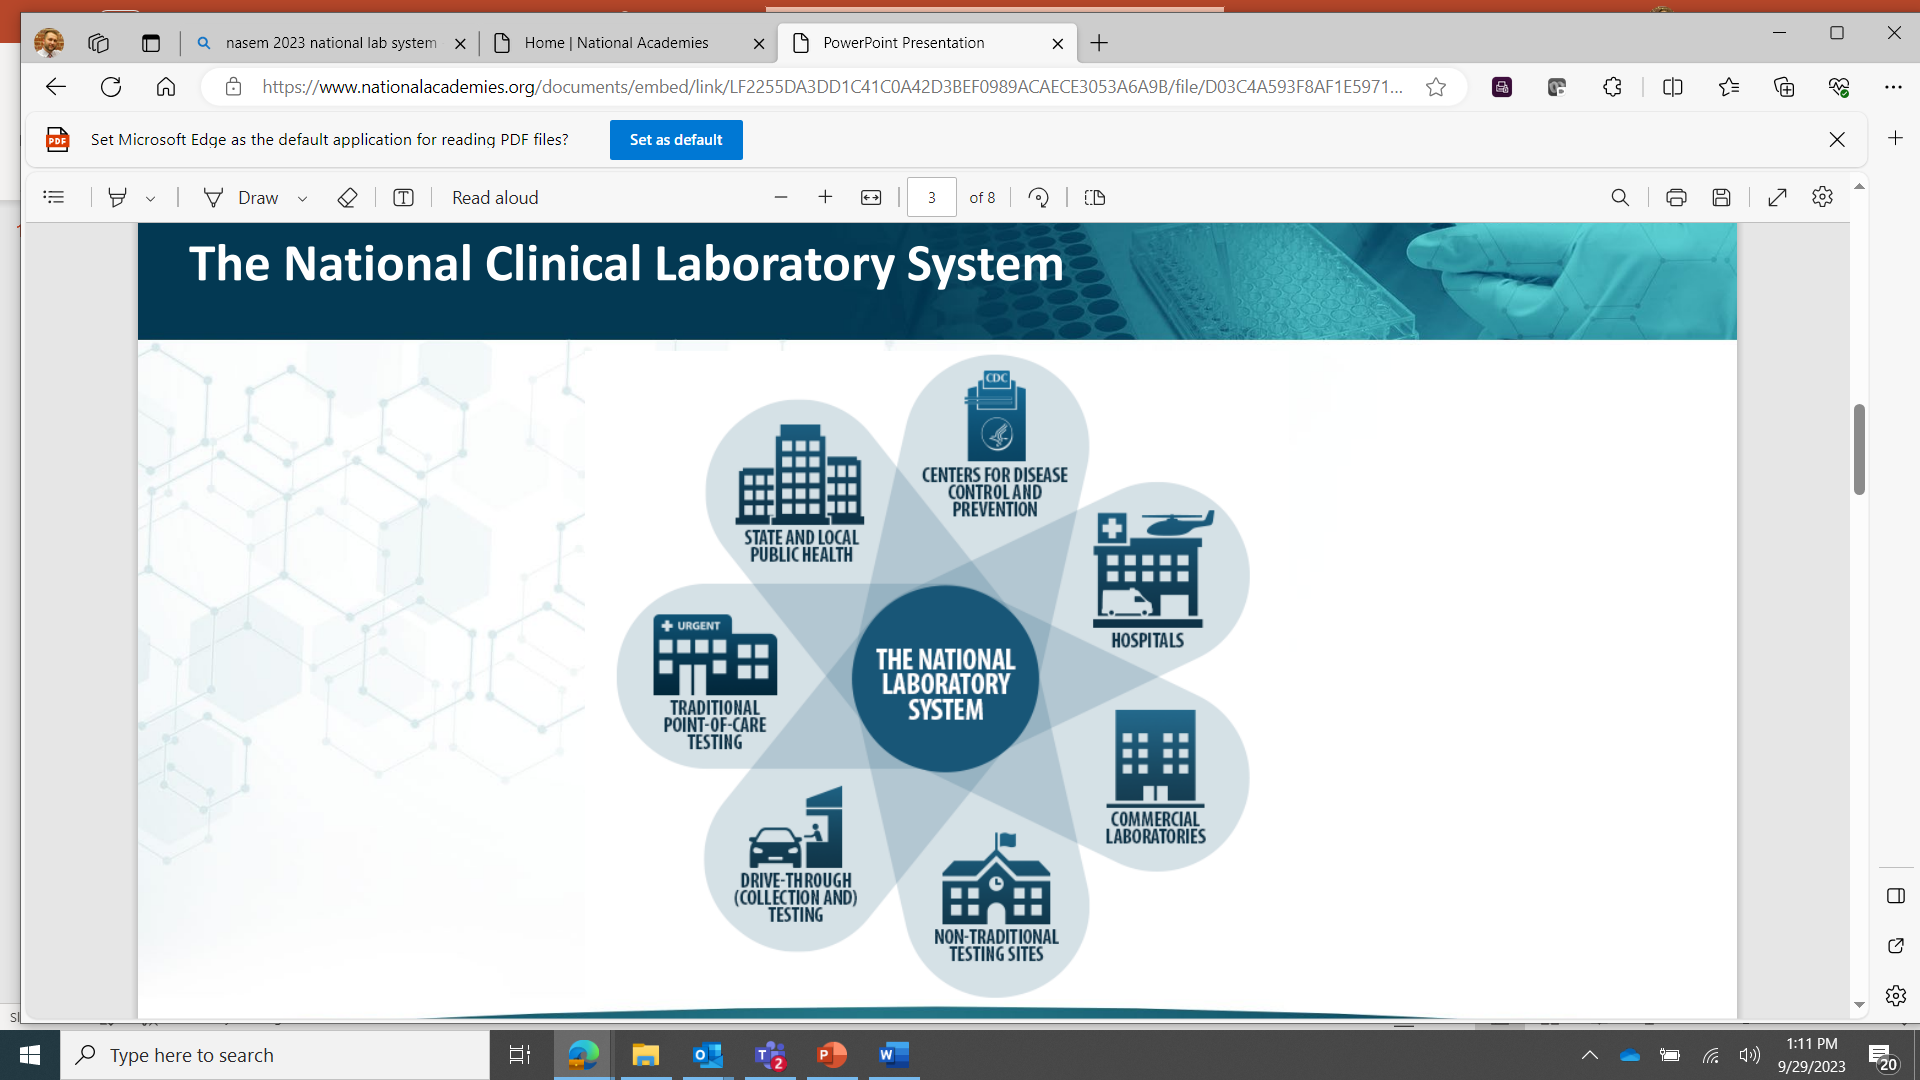 nasem 2023 national lab system
Home | National Academies
PowerPoint Presentation
https://www.nationalacademies.org/documents/embed/link/LF2255DA3DD1C41C0A42D3BEF0989ACAECE3053A6A9B/file/D03C4A593F8AF1E5971...
PDF
Set Microsoft Edge as the default application for reading PDF files?
Set as default
Draw
T
Read aloud
3
of 8
The National Clinical Laboratory System
CDC
CENTERS FOR DISEASE
CONTROL AND
PREVENTION
STATE AND LOCAL
PUBLIC HEALTH
HOSPITALS
URGENT
TRADITIONAL
POINT-OF-CARE
TESTING
THE NATIONAL
LABORATORY
SYSTEM
COMMERCIAL
LABORATORIES
DRIVE-THROUGH
(COLLECTION AND)
TESTING
NON-TRADITIONAL
TESTING SITES
Type here to search
2
1:11 PM
9/29/2023
20